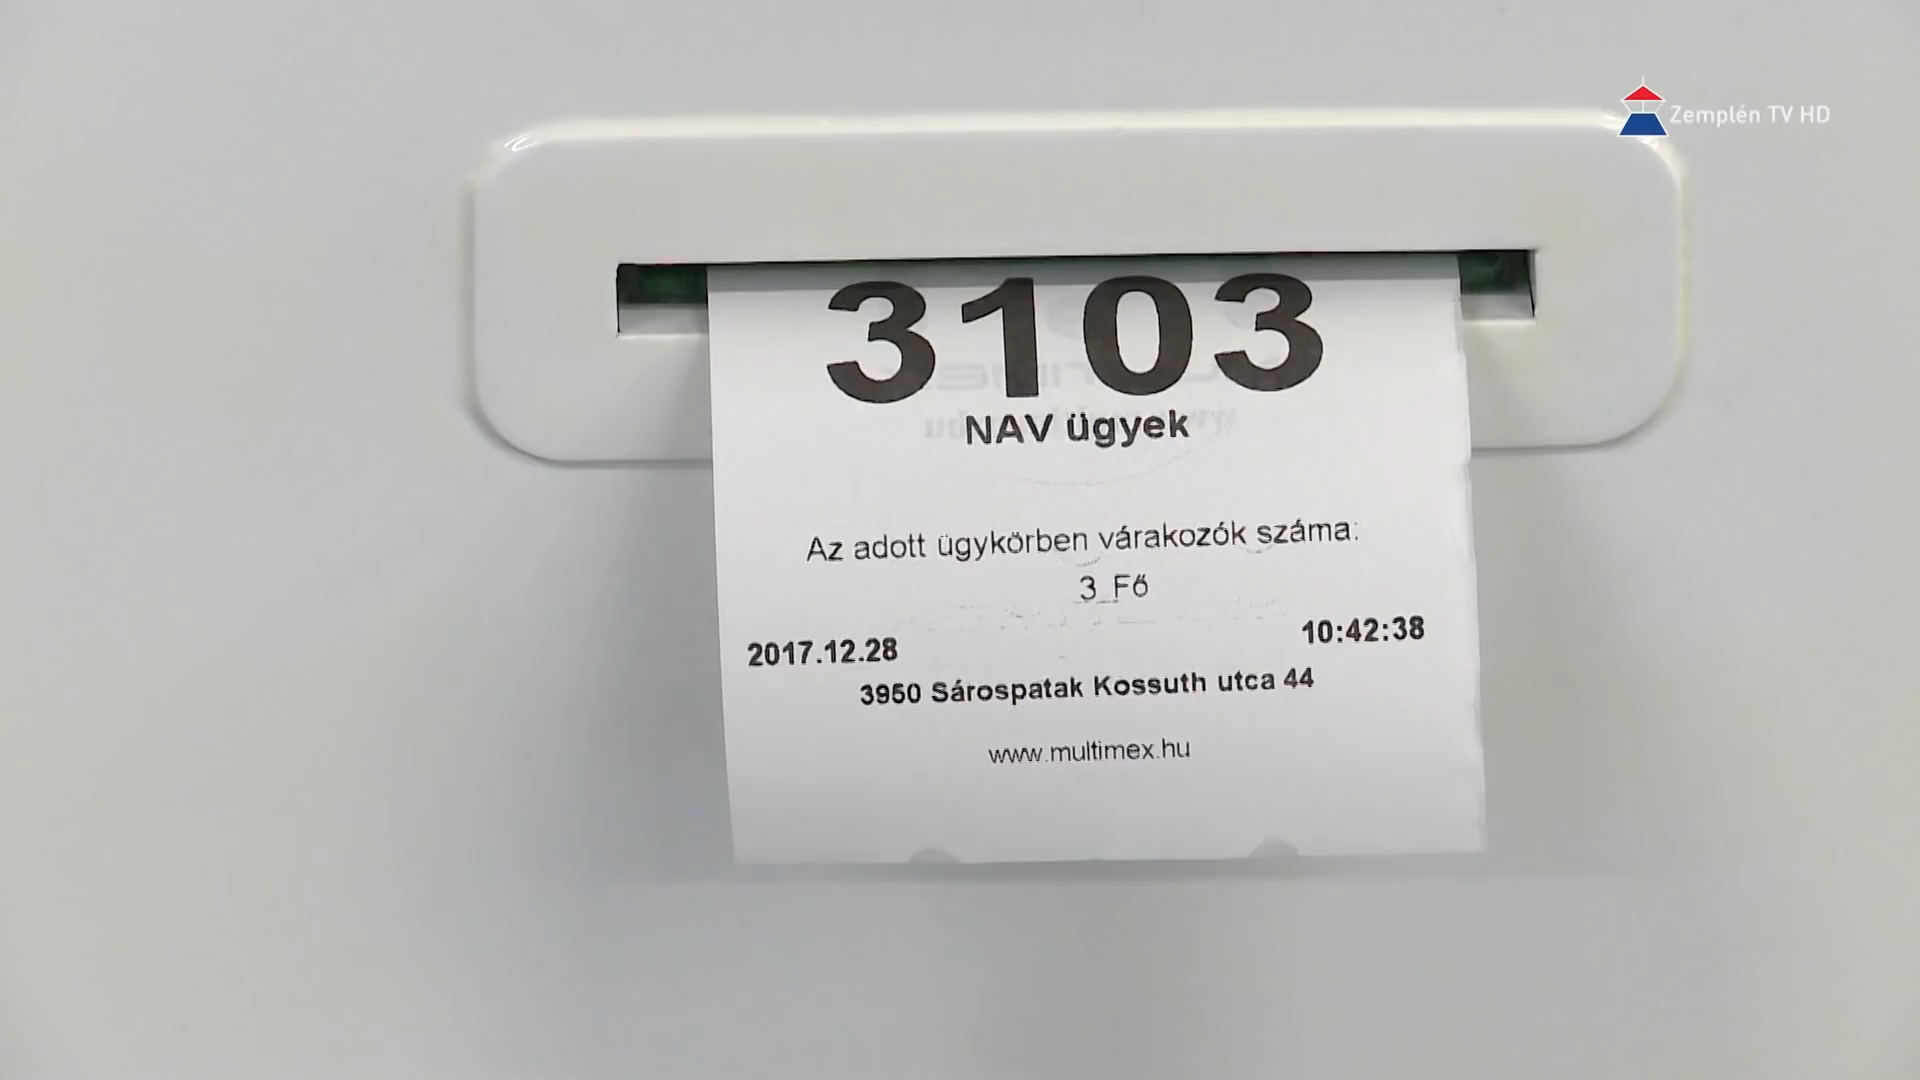 Zemplén TV HD
3103
NAV ügyek
Az adott ügykörben várakozók száma:
3 Fő
2017.12.28 10:42:38
3950 Sárospatak Kossuth utca 44
www.multimex.hu